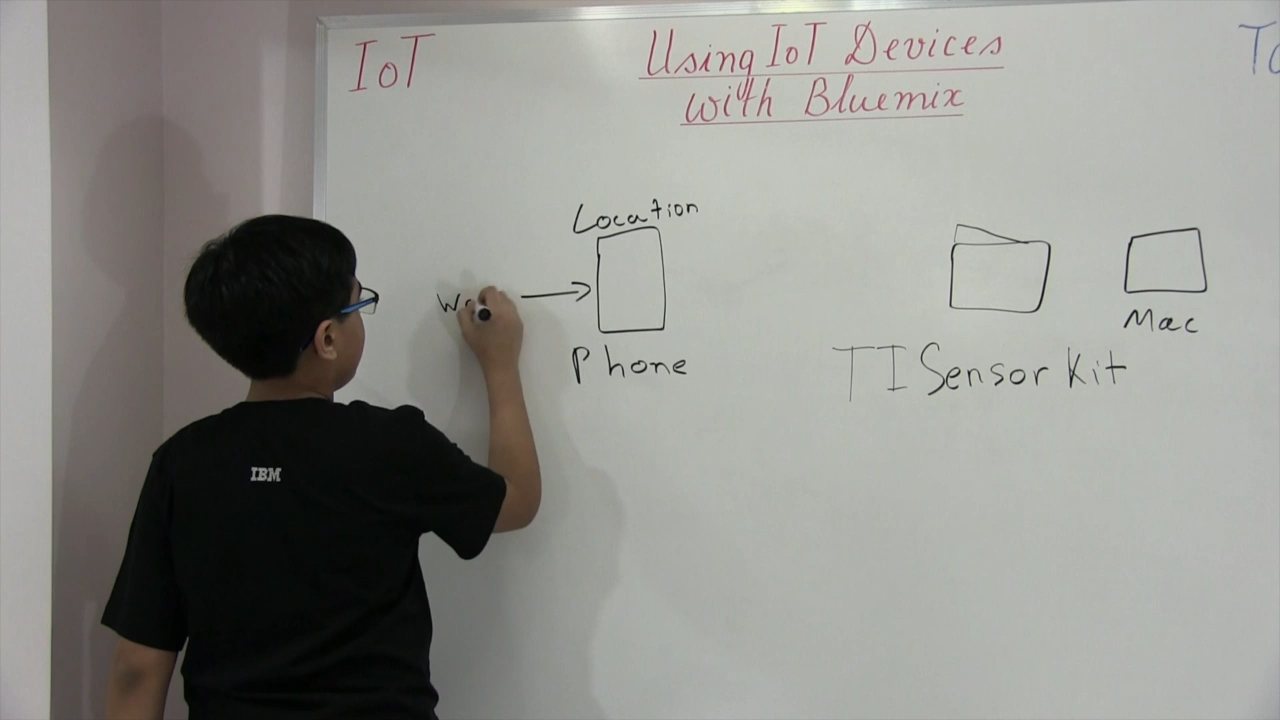 IoT
Using IoT Devices
with Bluemix
Location
Phone
Mac
TI Sensor Kit
IBM